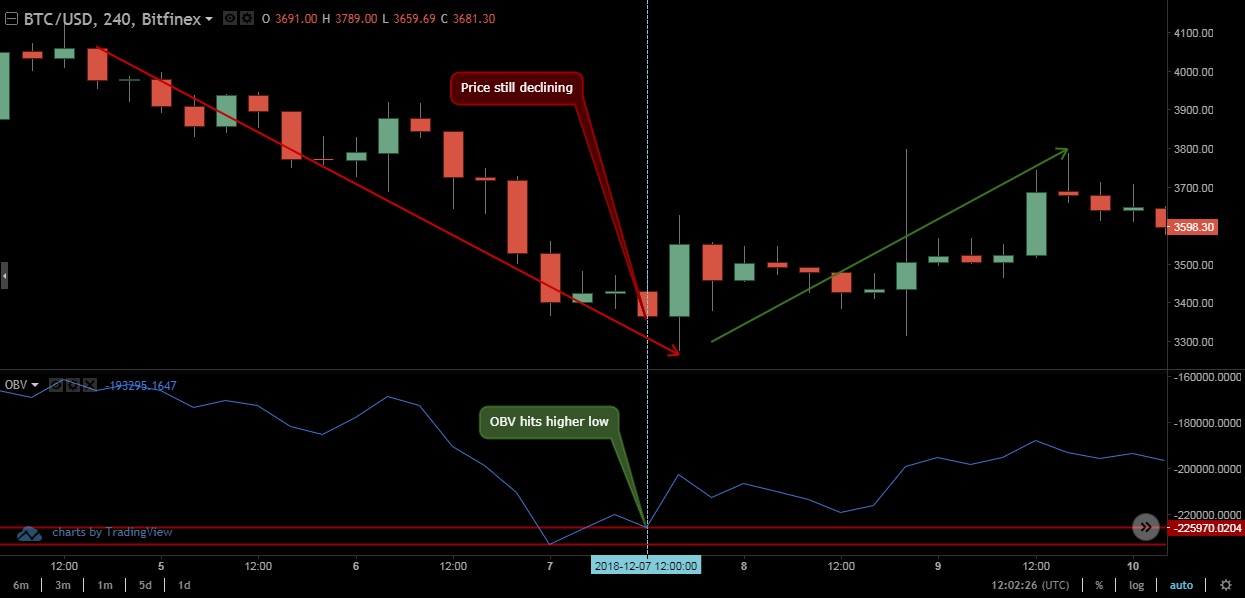 BTC/USD, 240, Bitfinex O 3691.00 H 3789.00 L 3659.69 C 3681.30
4100.00
4000.00
3900.00
Price still declining
3800.00
3700.00
3598.30
3500.00
3400.00
3300.00
OBV -193295.1647
-160000.0000
-180000.0000
OBV hits higher low
-200000.0000
-220000.0000
-225970.0204
charts by TradingView
12:00 5 12:00 6 12:00 7 2018-12-07 12:00:00 8 12:00 9 12:00 10
6m 3m 1m 5d 1d 12:02:26 (UTC) % log auto